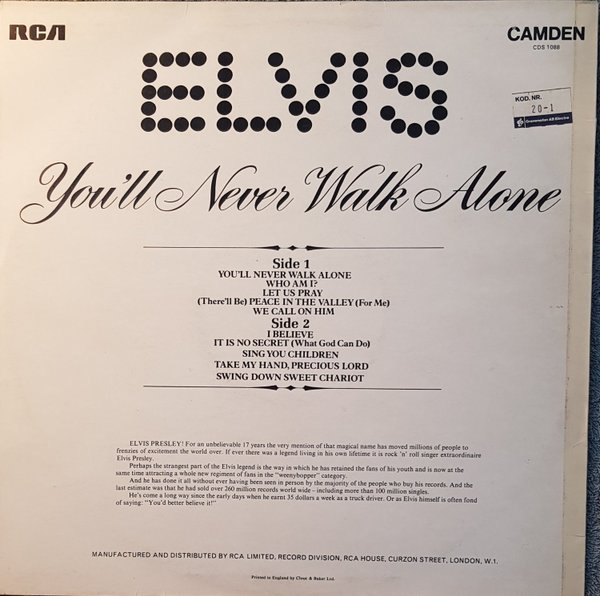 RCA
CAMDEN
CDS 1088
ELVIS
KOD. NR.
20-1
Grammofon AB Electra
You'll Never Walk Alone
Side 1
YOU'LL NEVER WALK ALONE
WHO AM I?
LET US PRAY
(There'll Be) PEACE IN THE VALLEY (For Me)
WE CALL ON HIM
Side 2
I BELIEVE
IT IS NO SECRET (What God Can Do)
SING YOU CHILDREN
TAKE MY HAND, PRECIOUS LORD
SWING DOWN SWEET CHARIOT
ELVIS PRESLEY! For an unbelievable 17 years the very mention of that magical name has moved millions of people to
frenzies of excitement the world over. If ever there was a legend living in his own lifetime it is rock 'n' roll singer extraordinaire
Elvis Presley.
Perhaps the strangest part of the Elvis legend is the way in which he has retained the fans of his youth and is now at the
same time attracting a whole new regiment of fans in the "weenybopper" category.
And he has done it all without ever having been seen in person by the majority of the people who buy his records. And the
last estimate was that he had sold over 260 million records world wide - including more than 100 million singles.
He's come a long way since the early days when he earnt 35 dollars a week as a truck driver. Or as Elvis himself is often fond
of saying: "You'd better believe it!"
MANUFACTURED AND DISTRIBUTED BY RCA LIMITED, RECORD DIVISION, RCA HOUSE, CURZON STREET, LONDON, W.1.
Printed in England by Clout & Baker Ltd.